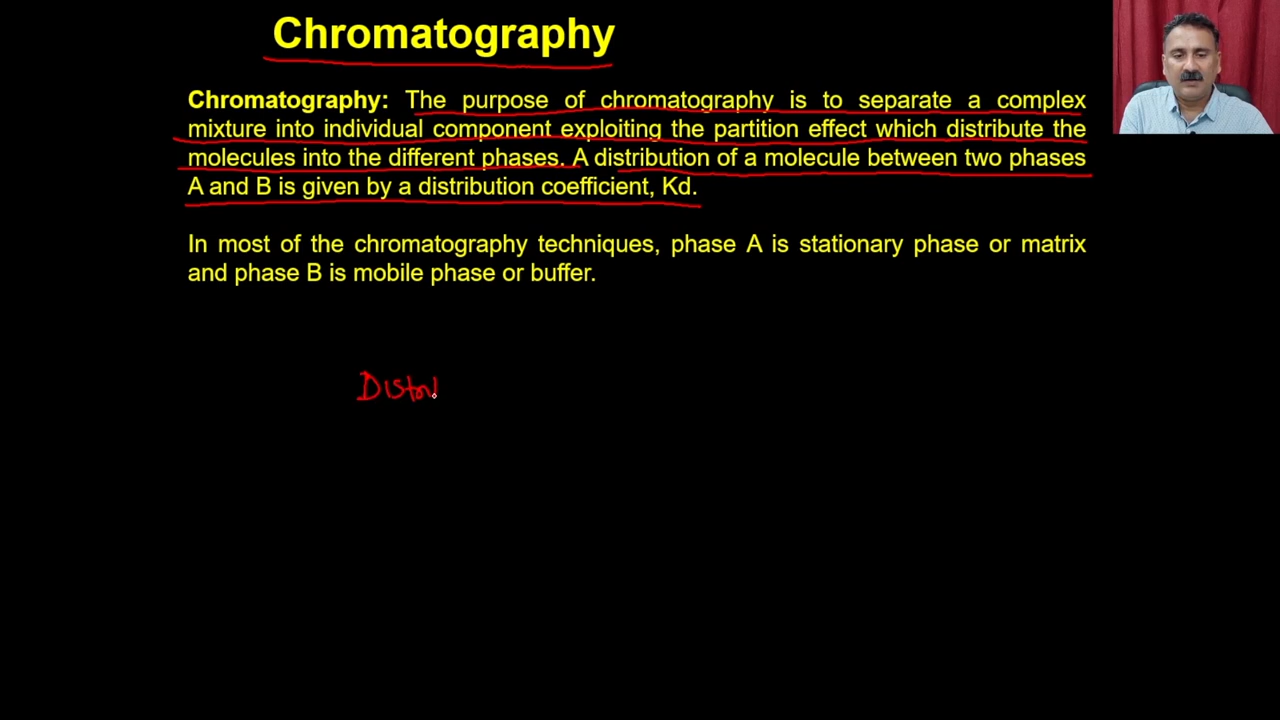 Chromatography
Chromatography: The purpose of chromatography is to separate a complex
mixture into individual component exploiting the partition effect which distribute the
molecules into the different phases. A distribution of a molecule between two phases
A and B is given by a distribution coefficient, Kd.
In most of the chromatography techniques, phase A is stationary phase or matrix
and phase B is mobile phase or buffer.